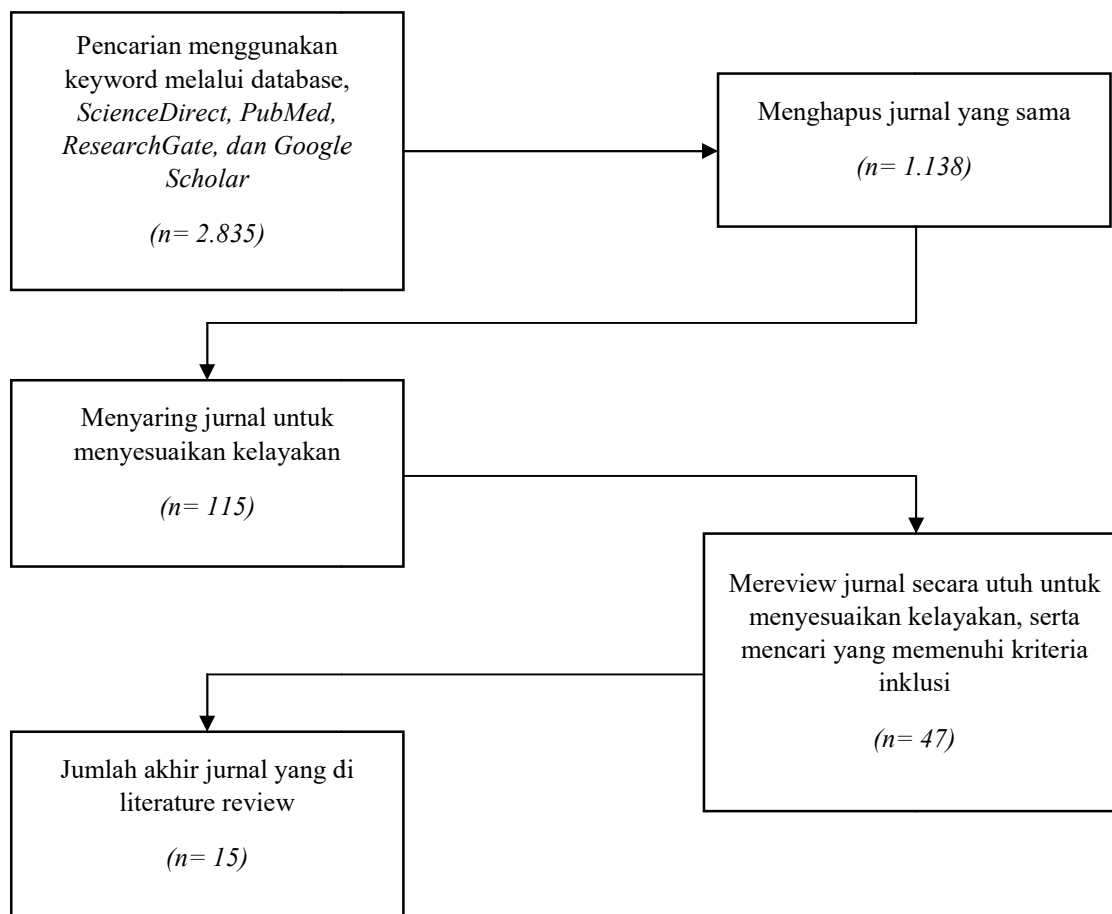 Pencarian menggunakan
keyword melalui database,
ScienceDirect, PubMed,
ResearchGate, dan Google
Scholar
(n= 2.835)
Menghapus jurnal yang sama
(n= 1.138)
Menyaring jurnal untuk
menyesuaikan kelayakan
(n= 115)
Mereview jurnal secara utuh untuk
menyesuaikan kelayakan, serta
mencari yang memenuhi kriteria
inklusi
(n= 47)
Jumlah akhir jurnal yang di
literature review
(n= 15)